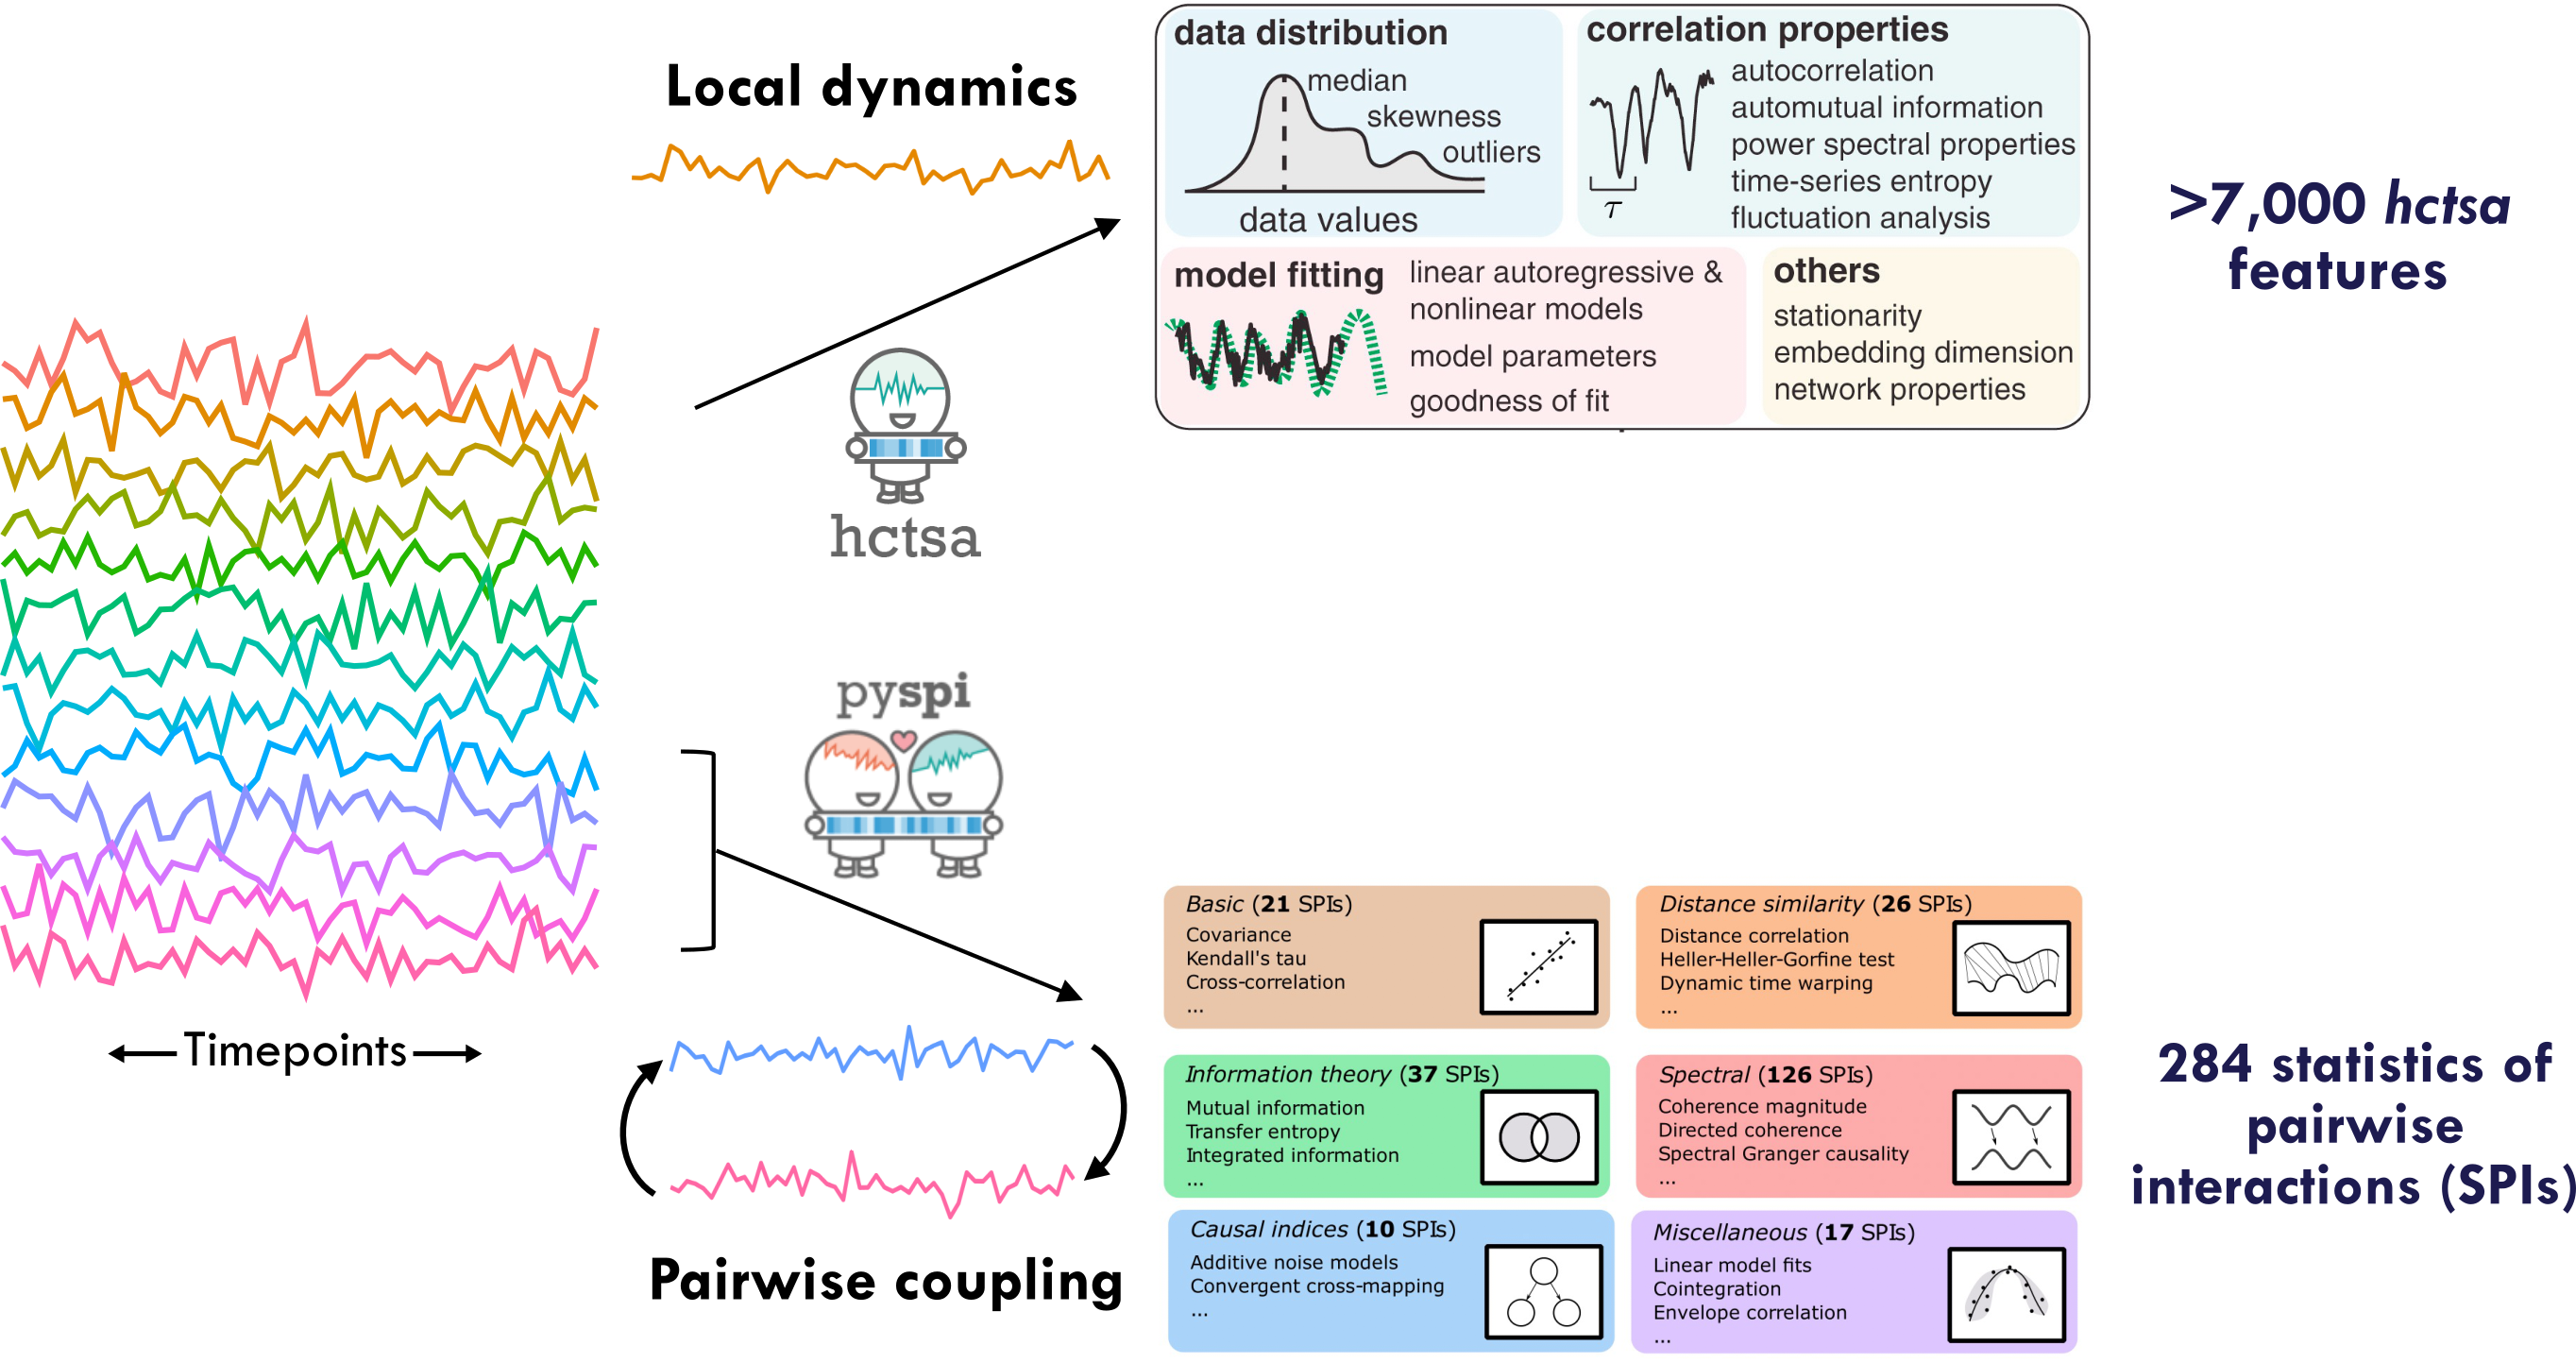 Local dynamics
data distribution
median
skewness
outliers
data values
correlation properties
autocorrelation
automutual information
power spectral properties
time-series entropy
fluctuation analysis
τ
model fitting
linear autoregressive &
nonlinear models
model parameters
goodness of fit
others
stationarity
embedding dimension
network properties
>7,000 hctsa
features
hctsa
pyspi
Timepoints
Pairwise coupling
Basic (21 SPIs)
Covariance
Kendall's tau
Cross-correlation
...
Distance similarity (26 SPIs)
Distance correlation
Heller-Heller-Gorfine test
Dynamic time warping
...
Information theory (37 SPIs)
Mutual information
Transfer entropy
Integrated information
...
Spectral (126 SPIs)
Coherence magnitude
Directed coherence
Spectral Granger causality
...
Causal indices (10 SPIs)
Additive noise models
Convergent cross-mapping
...
Miscellaneous (17 SPIs)
Linear model fits
Cointegration
Envelope correlation
...
284 statistics of
pairwise
interactions (SPIs)